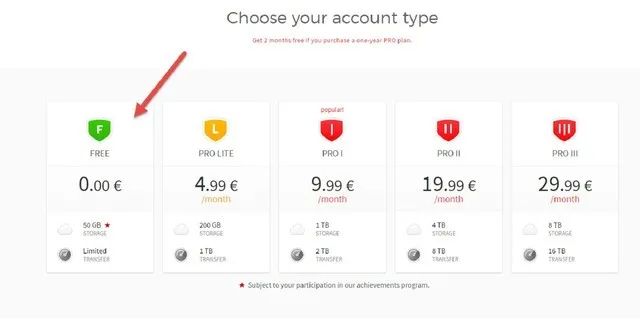 Choose your account type
Get 2 months free if you purchase a one-year PRO plan.
F
FREE
0.00 €
50 GB ★
STORAGE
Limited
TRANSFER
L
PRO LITE
4.99 €
/month
200 GB
STORAGE
1 TB
TRANSFER
popular!
I
PRO I
9.99 €
/month
1 TB
STORAGE
2 TB
TRANSFER
II
PRO II
19.99 €
/month
4 TB
STORAGE
8 TB
TRANSFER
III
PRO III
29.99 €
/month
8 TB
STORAGE
16 TB
TRANSFER
★ Subject to your participation in our achievements program.